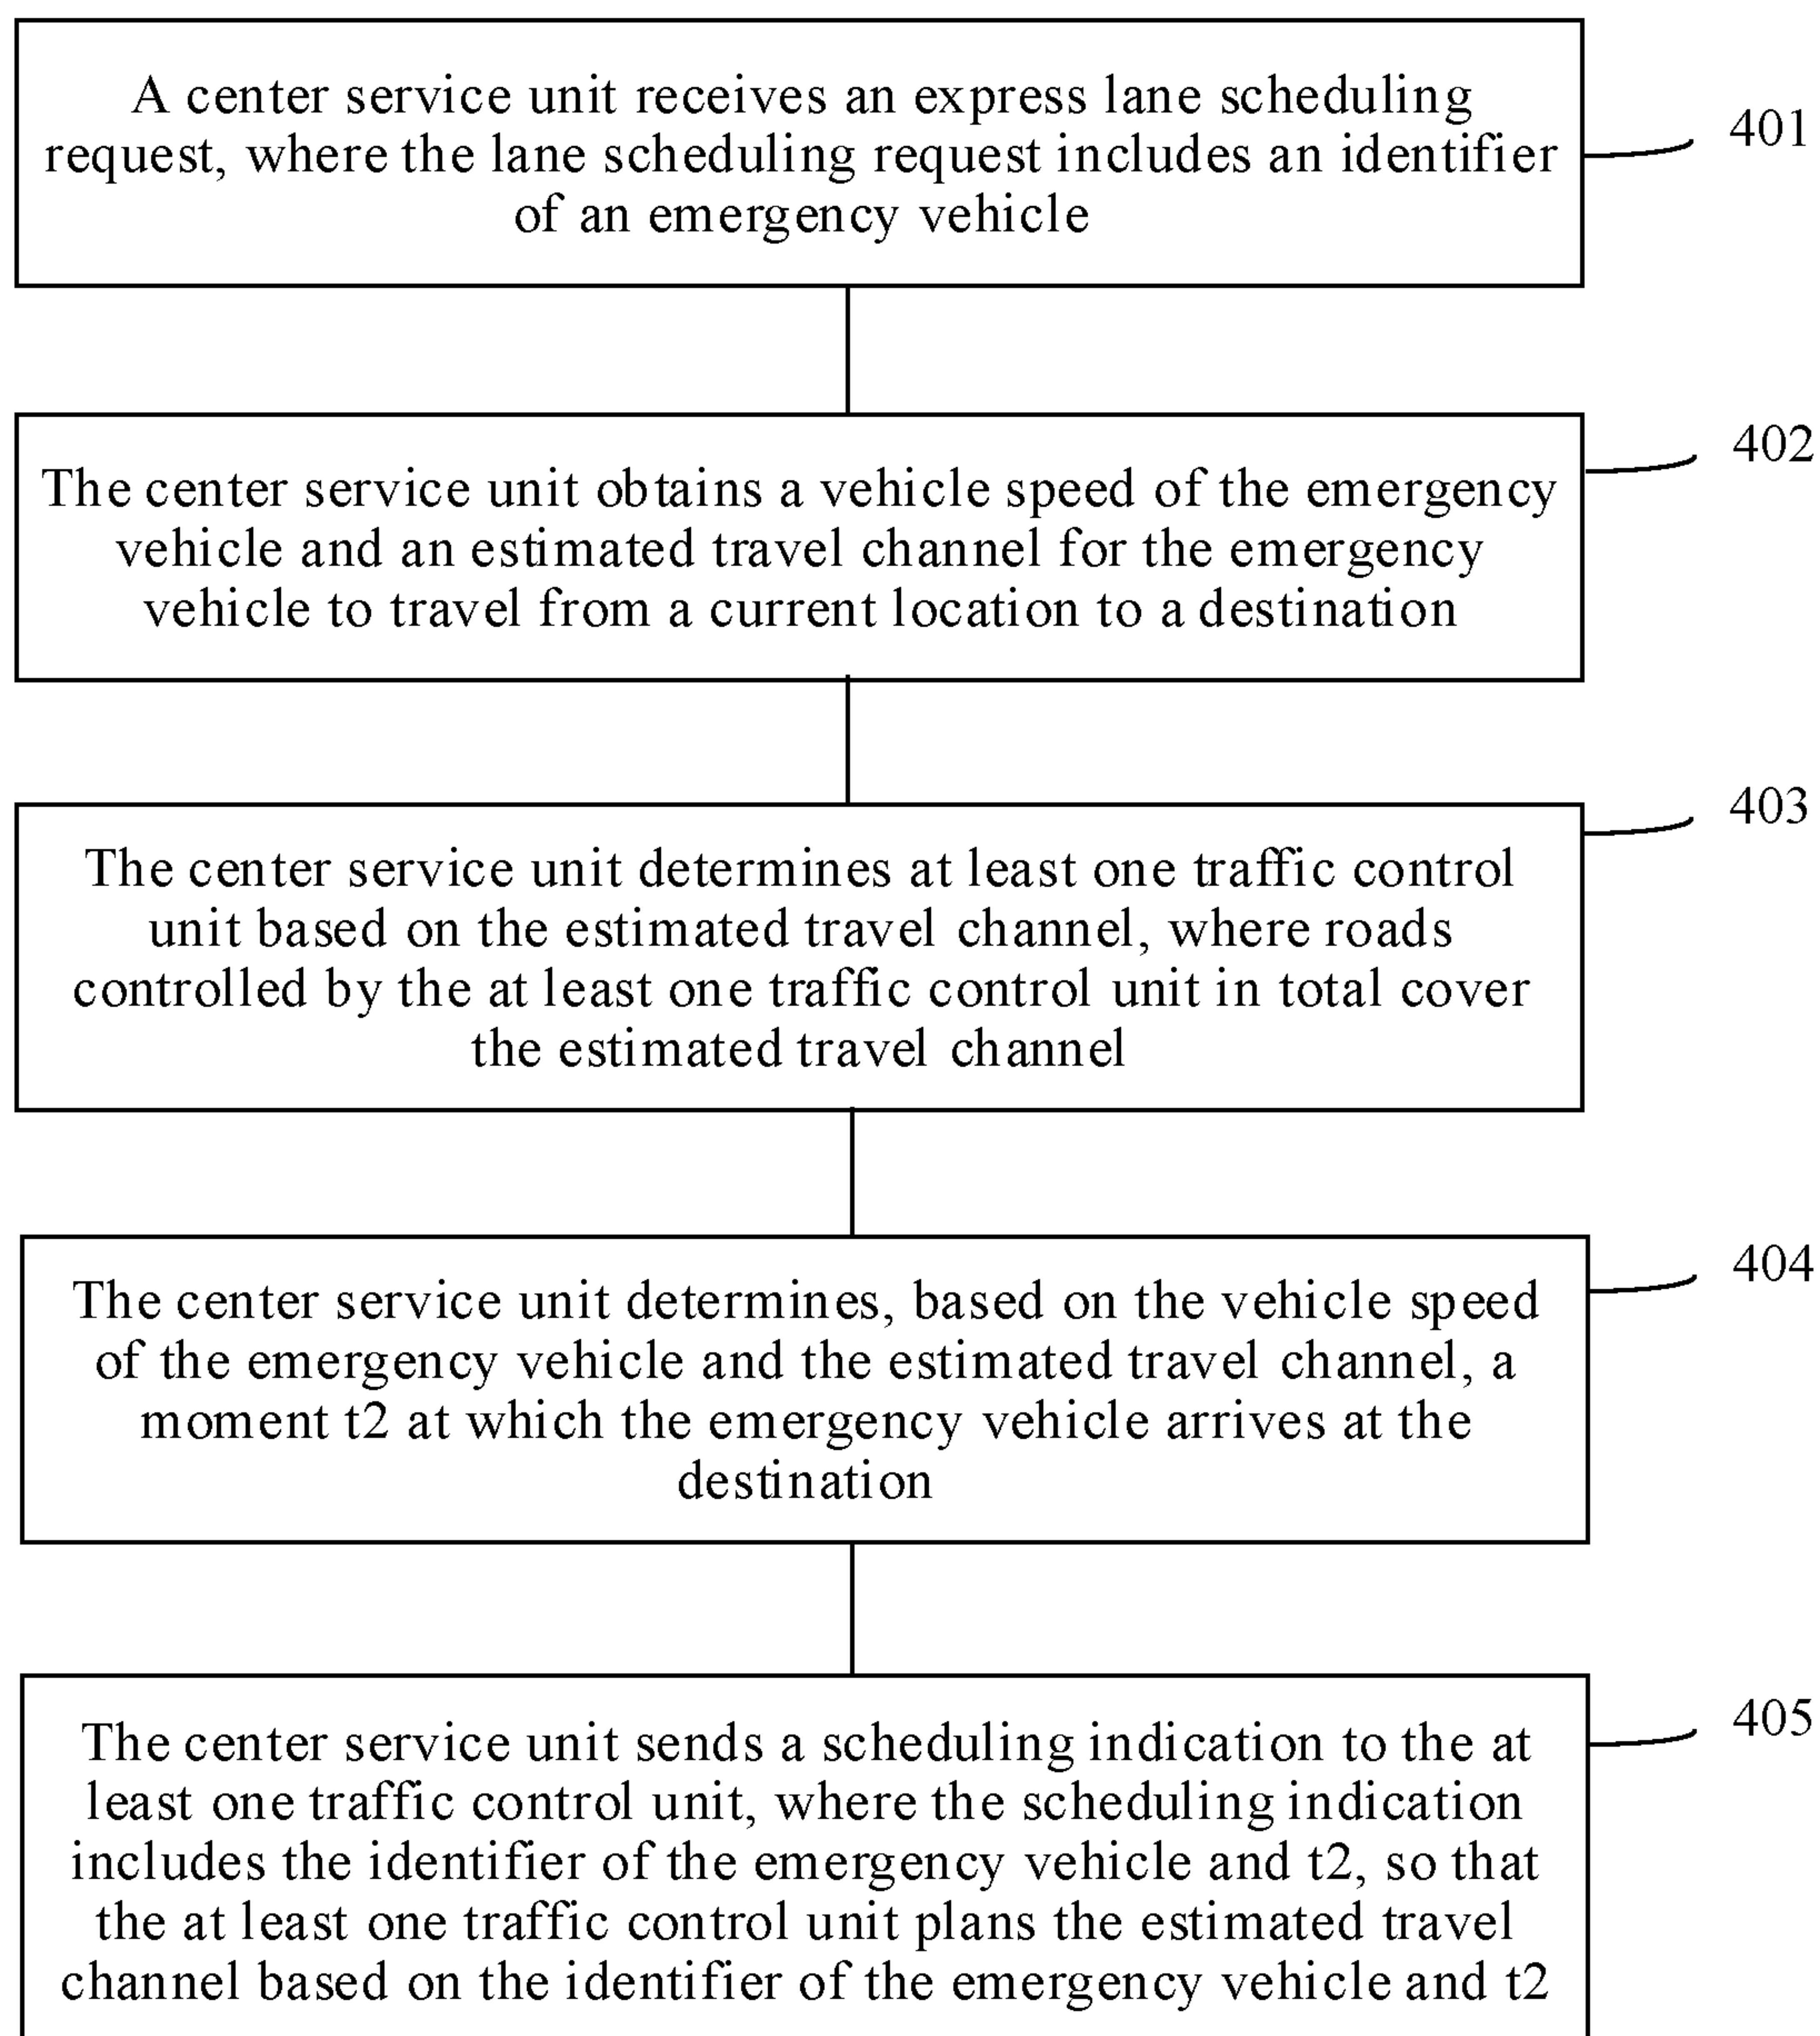 A center service unit receives an express lane scheduling
request, where the lane scheduling request includes an identifier
of an emergency vehicle
401
The center service unit obtains a vehicle speed of the emergency
vehicle and an estimated travel channel for the emergency
vehicle to travel from a current location to a destination
402
The center service unit determines at least one traffic control
unit based on the estimated travel channel, where roads
controlled by the at least one traffic control unit in total cover
the estimated travel channel
403
The center service unit determines, based on the vehicle speed
of the emergency vehicle and the estimated travel channel, a
moment t2 at which the emergency vehicle arrives at the
destination
404
The center service unit sends a scheduling indication to the at
least one traffic control unit, where the scheduling indication
includes the identifier of the emergency vehicle and t2, so that
the at least one traffic control unit plans the estimated travel
channel based on the identifier of the emergency vehicle and t2
405